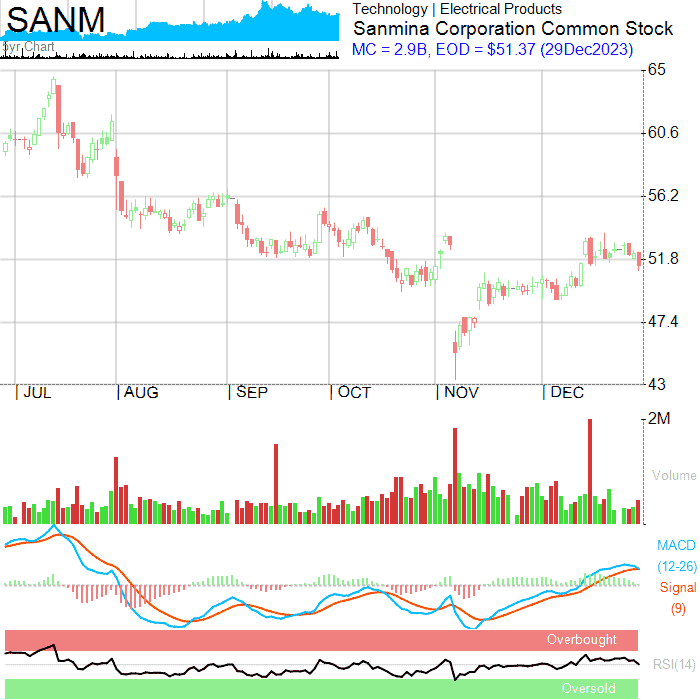 SANM
5yr Chart
Technology | Electrical Products
Sanmina Corporation Common Stock
MC = 2.9B, EOD = $51.37 (29Dec2023)
65
60.6
56.2
51.8
47.4
43
JUL
AUG
SEP
OCT
NOV
DEC
2M
Volume
MACD
(12-26)
Signal
(9)
Overbought
RSI(14)
Oversold